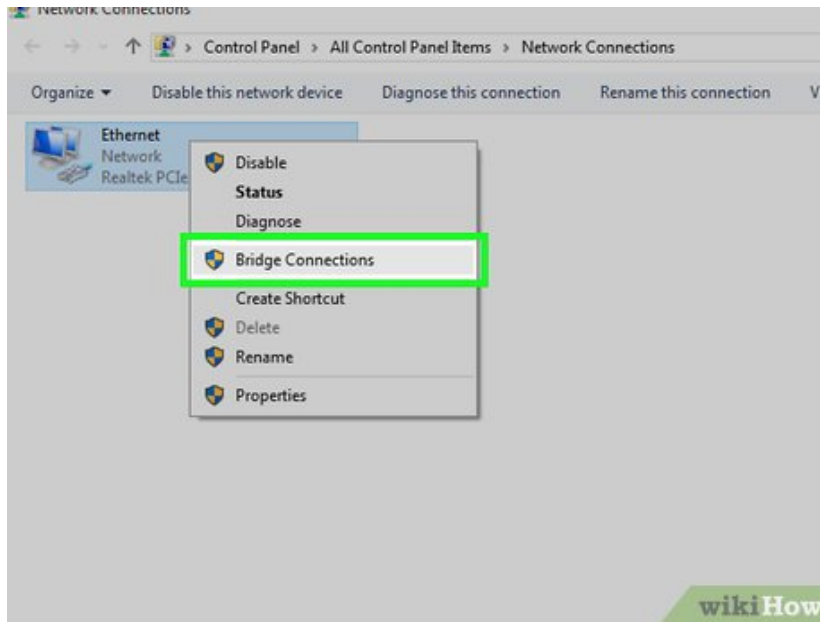 Network Connections
Control Panel > All Control Panel Items > Network Connections
Organize Disable this network device Diagnose this connection Rename this connection V
Ethernet
Network
Realtek PCIe
Disable
Status
Diagnose
Bridge Connections
Create Shortcut
Delete
Rename
Properties
wikiHow